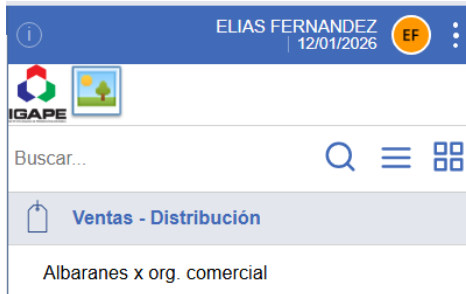 ELIAS FERNANDEZ
12/01/2026
EF
IGAPE
Buscar...
Ventas - Distribución
Albaranes x org. comercial